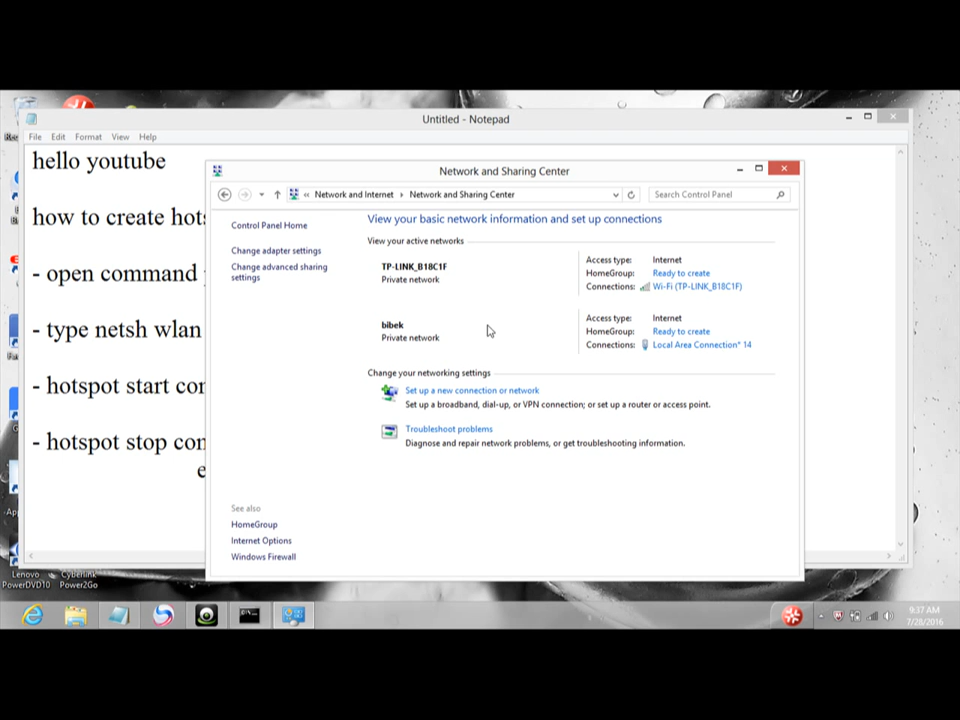 Untitled - Notepad
File Edit Format View Help
hello youtube
how to create hots
- open command
- type netsh wlan
- hotspot start cor
- hotspot stop con
e
Network and Sharing Center
« Network and Internet › Network and Sharing Center
Search Control Panel
Control Panel Home
Change adapter settings
Change advanced sharing
settings
View your basic network information and set up connections
View your active networks
TP-LINK_B18C1F
Private network
Access type: Internet
HomeGroup: Ready to create
Connections: Wi-Fi (TP-LINK_B18C1F)
bibek
Private network
Access type: Internet
HomeGroup: Ready to create
Connections: Local Area Connection* 14
Change your networking settings
Set up a new connection or network
Set up a broadband, dial-up, or VPN connection; or set up a router or access point.
Troubleshoot problems
Diagnose and repair network problems, or get troubleshooting information.
See also
HomeGroup
Internet Options
Windows Firewall
Lenovo
PowerDVD10
Cyberlink
Power2Go
9:37 AM
7/28/2016